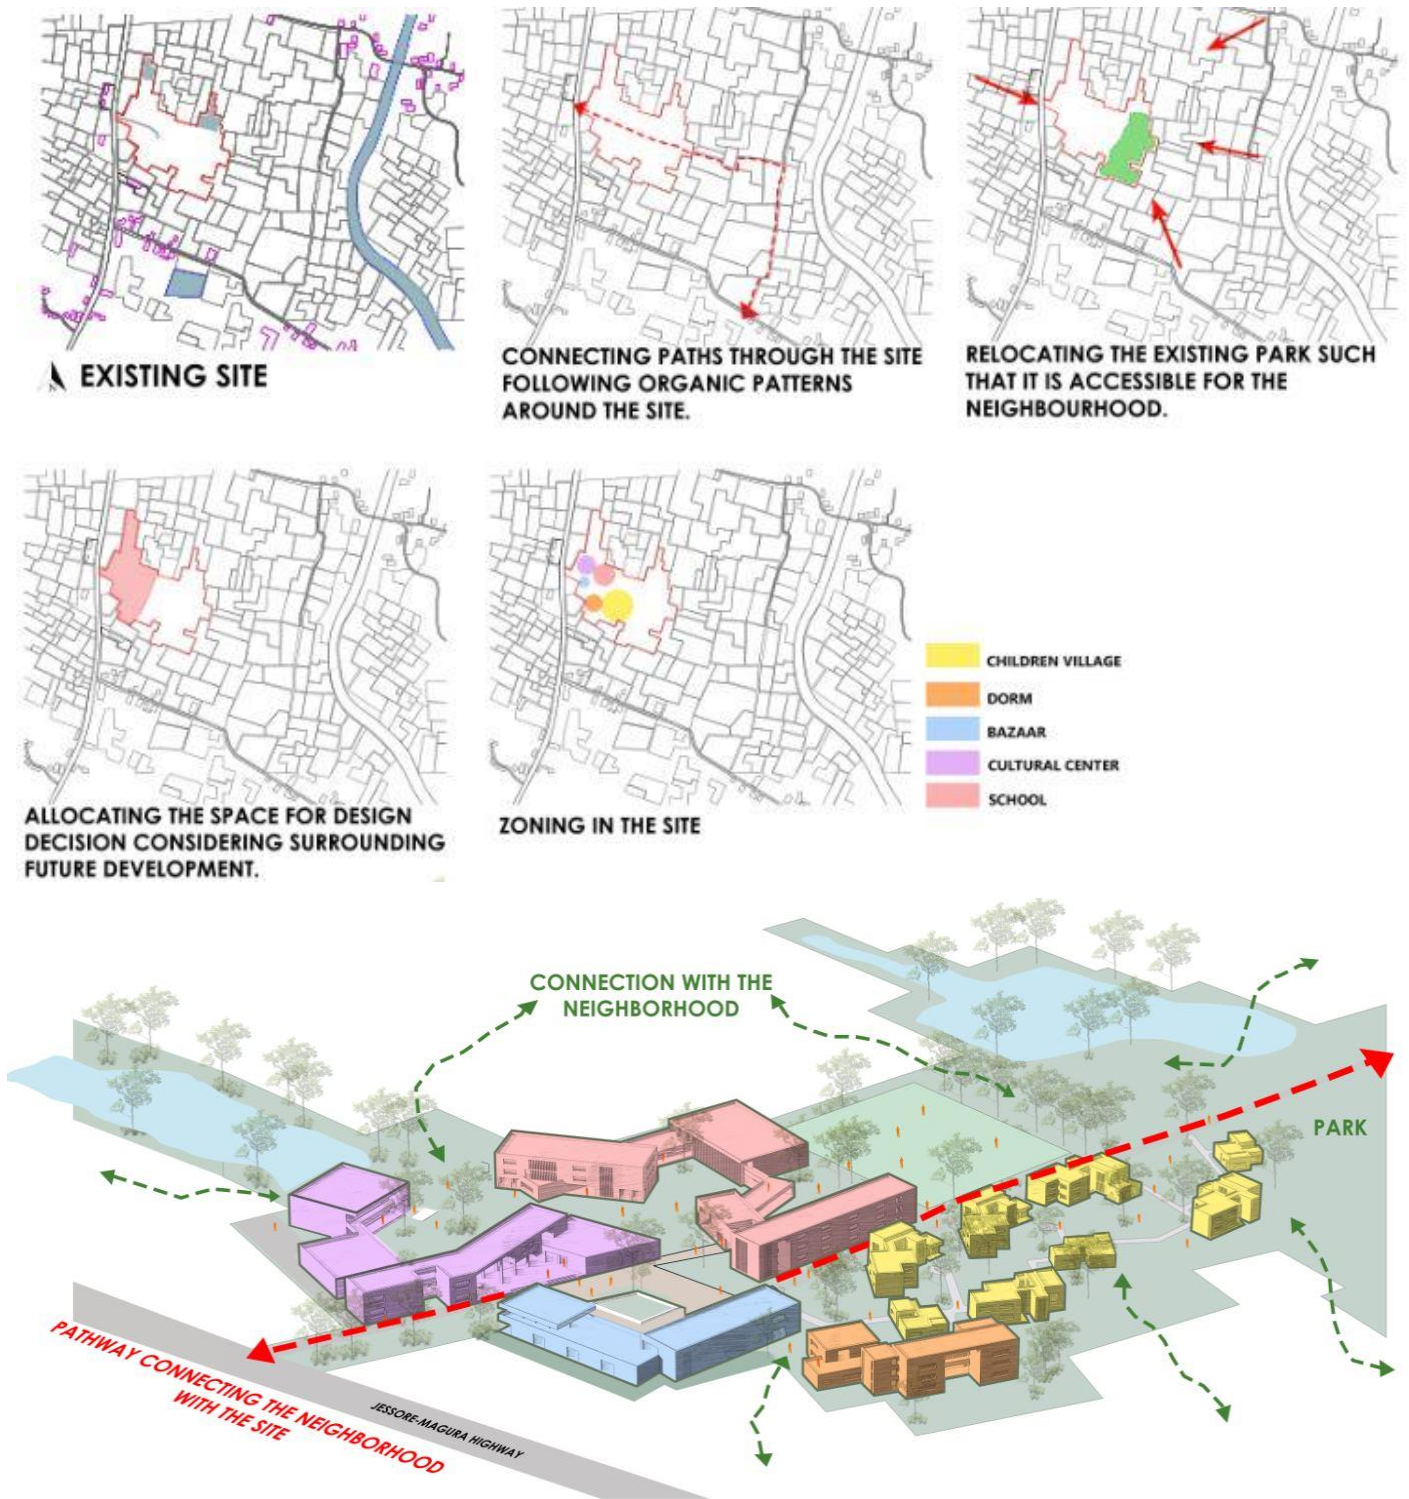 EXISTING SITE
CONNECTING PATHS THROUGH THE SITE
FOLLOWING ORGANIC PATTERNS
AROUND THE SITE.
RELOCATING THE EXISTING PARK SUCH
THAT IT IS ACCESSIBLE FOR THE
NEIGHBOURHOOD.
ALLOCATING THE SPACE FOR DESIGN
DECISION CONSIDERING SURROUNDING
FUTURE DEVELOPMENT.
ZONING IN THE SITE
CHILDREN VILLAGE
DORM
BAZAAR
CULTURAL CENTER
SCHOOL
CONNECTION WITH THE
NEIGHBORHOOD
PARK
PATHWAY CONNECTING THE NEIGHBORHOOD
WITH THE SITE
JESSORE-MAGURA HIGHWAY